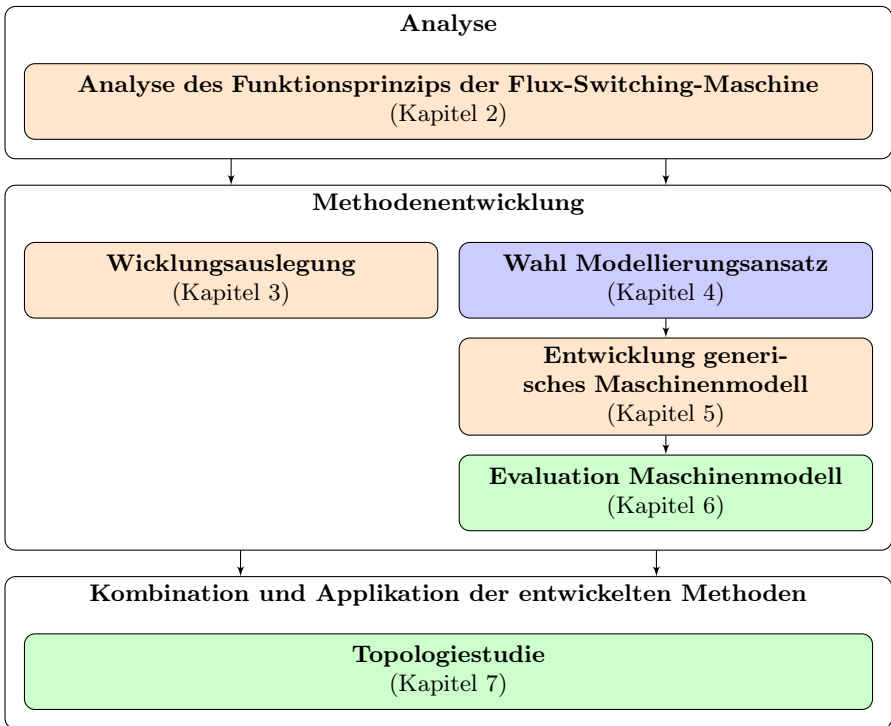 Analyse
Analyse des Funktionsprinzips der Flux-Switching-Maschine
(Kapitel 2)
Methodenentwicklung
Wicklungsauslegung
(Kapitel 3)
Wahl Modellierungsansatz
(Kapitel 4)
Entwicklung generi-
sches Maschinenmodell
(Kapitel 5)
Evaluation Maschinenmodell
(Kapitel 6)
Kombination und Applikation der entwickelten Methoden
Topologiestudie
(Kapitel 7)